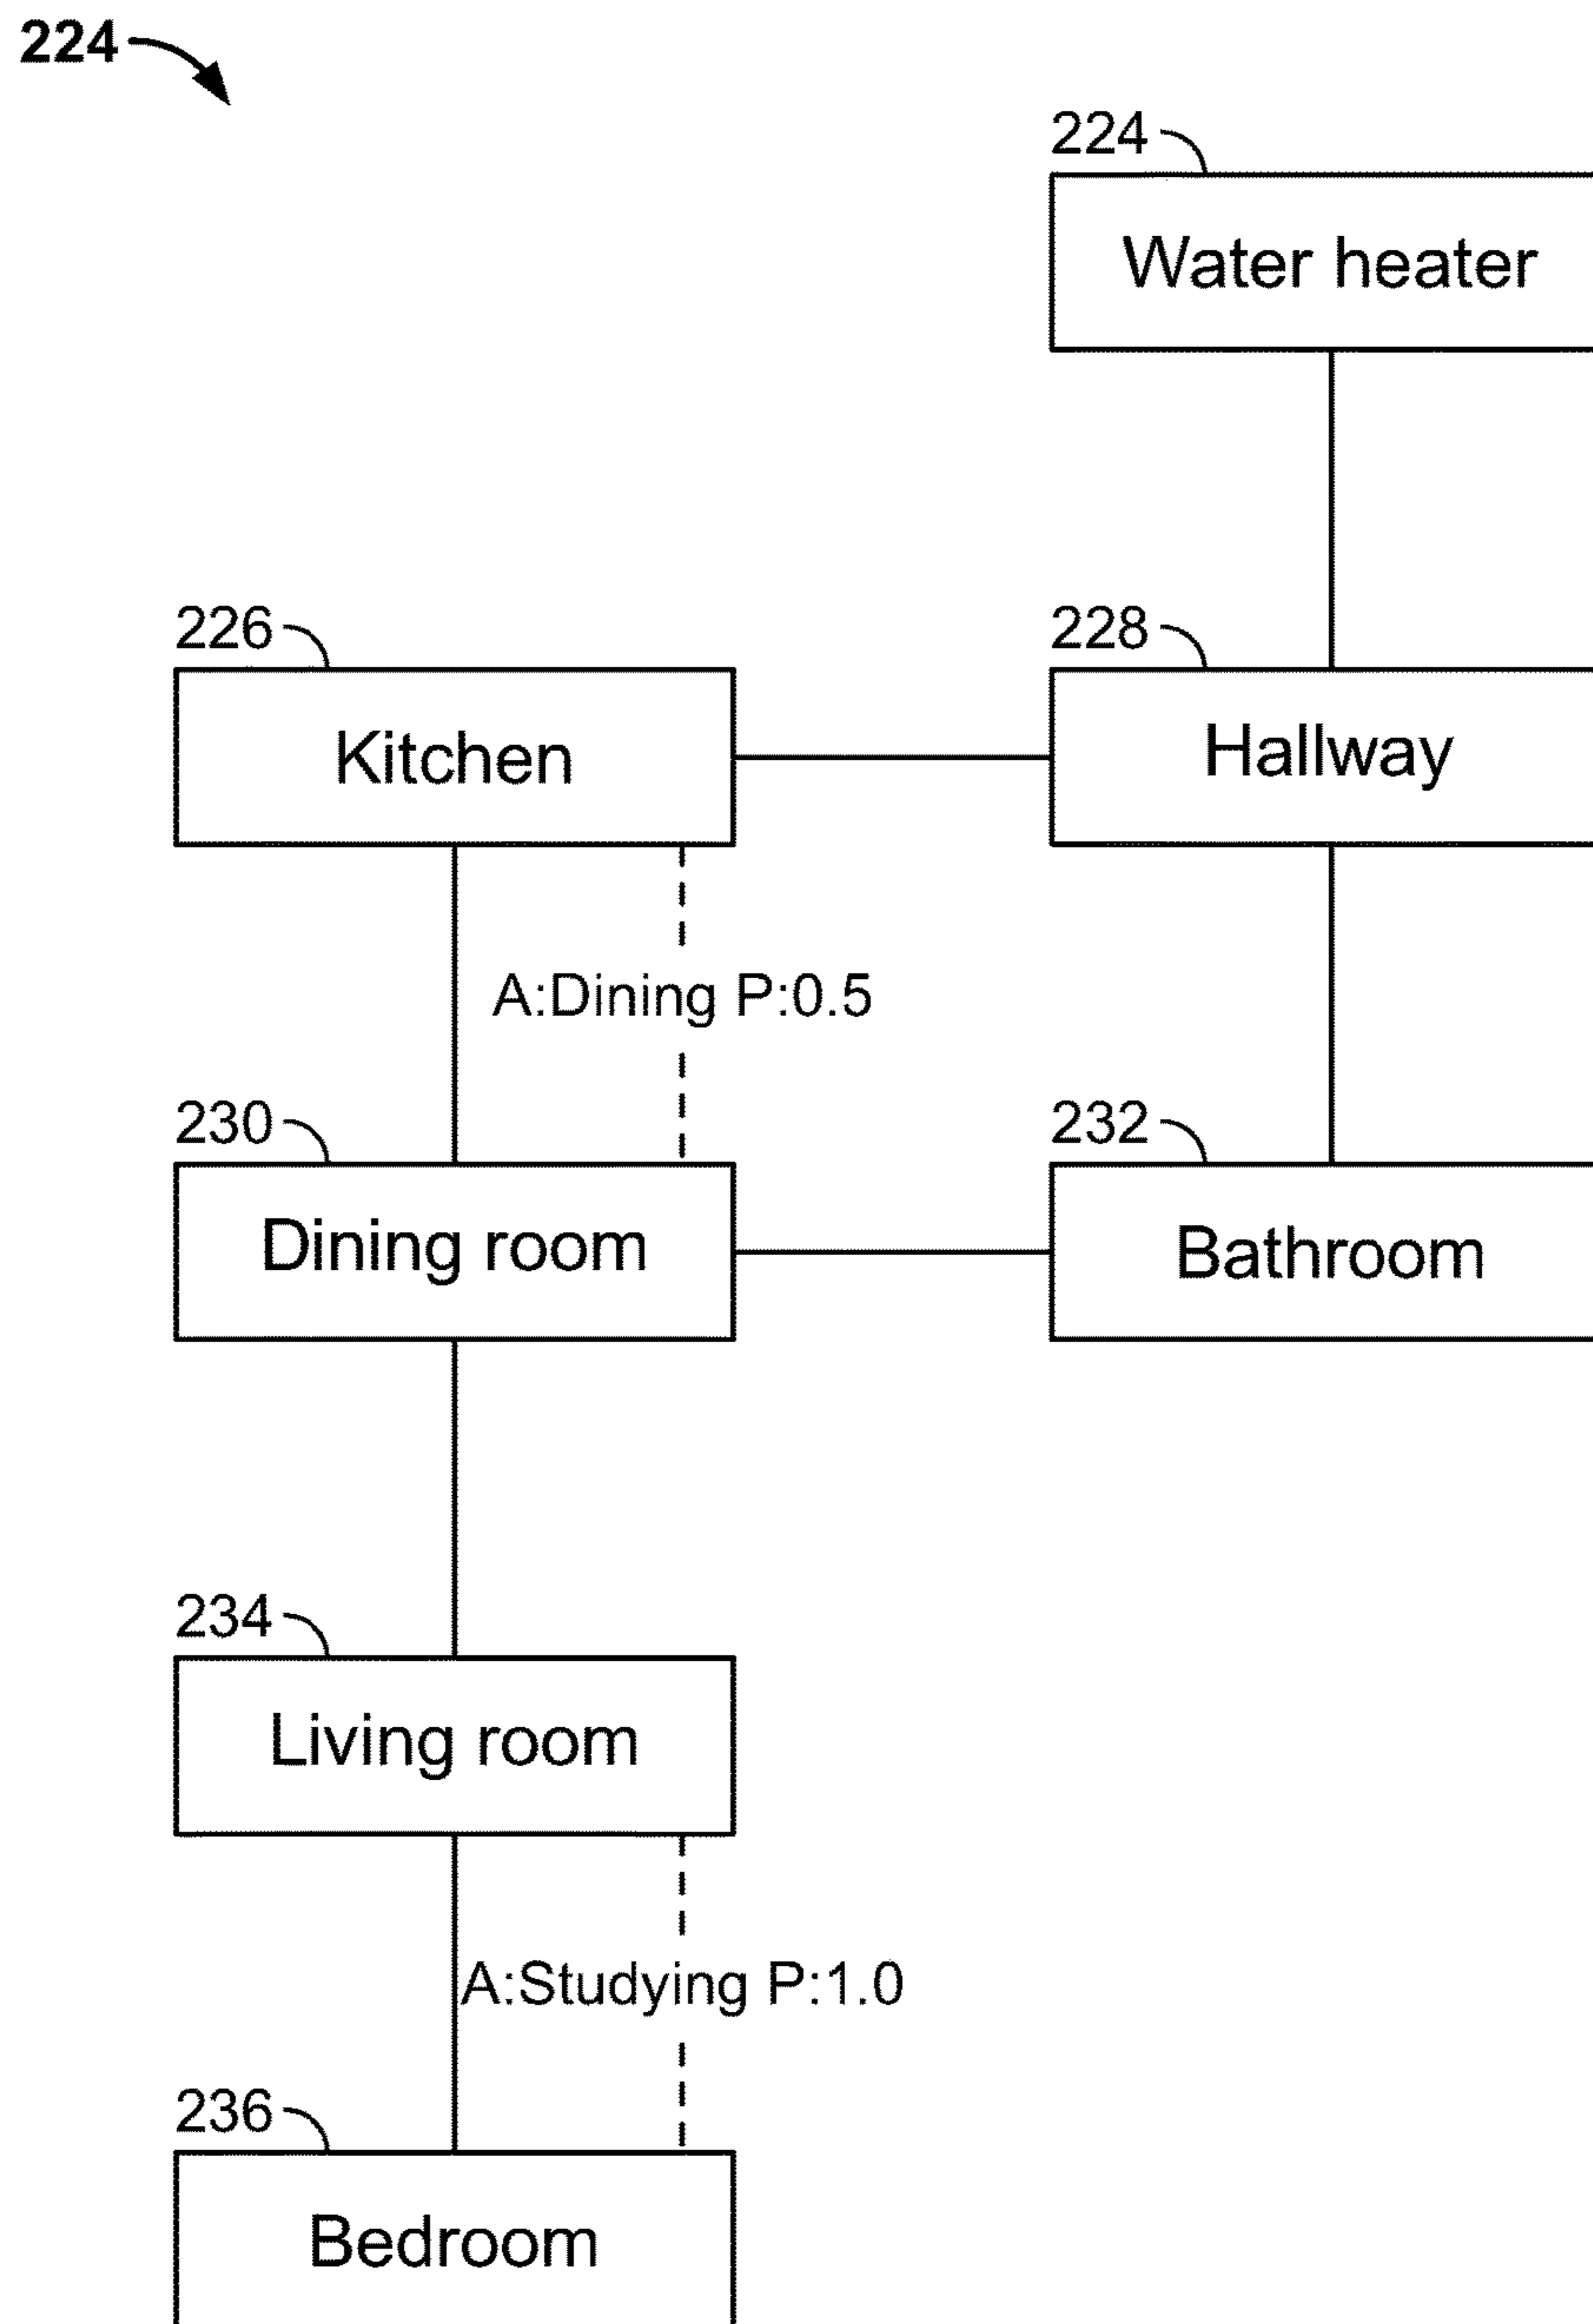 224
224
Water heater
226
228
Kitchen
Hallway
A:Dining P:0.5
230
232
Dining room
Bathroom
234
Living room
A:Studying P:1.0
236
Bedroom